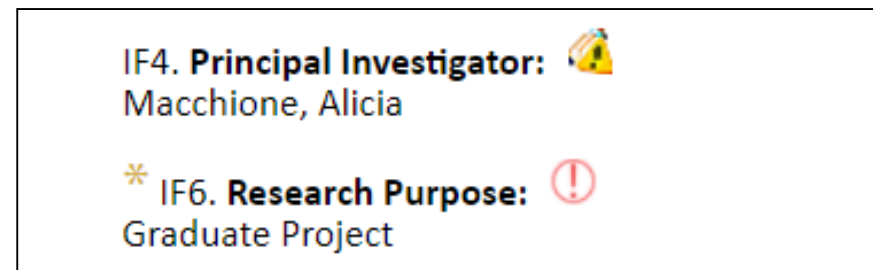 IF4. Principal Investigator:
Macchione, Alicia
* IF6. Research Purpose:
Graduate Project